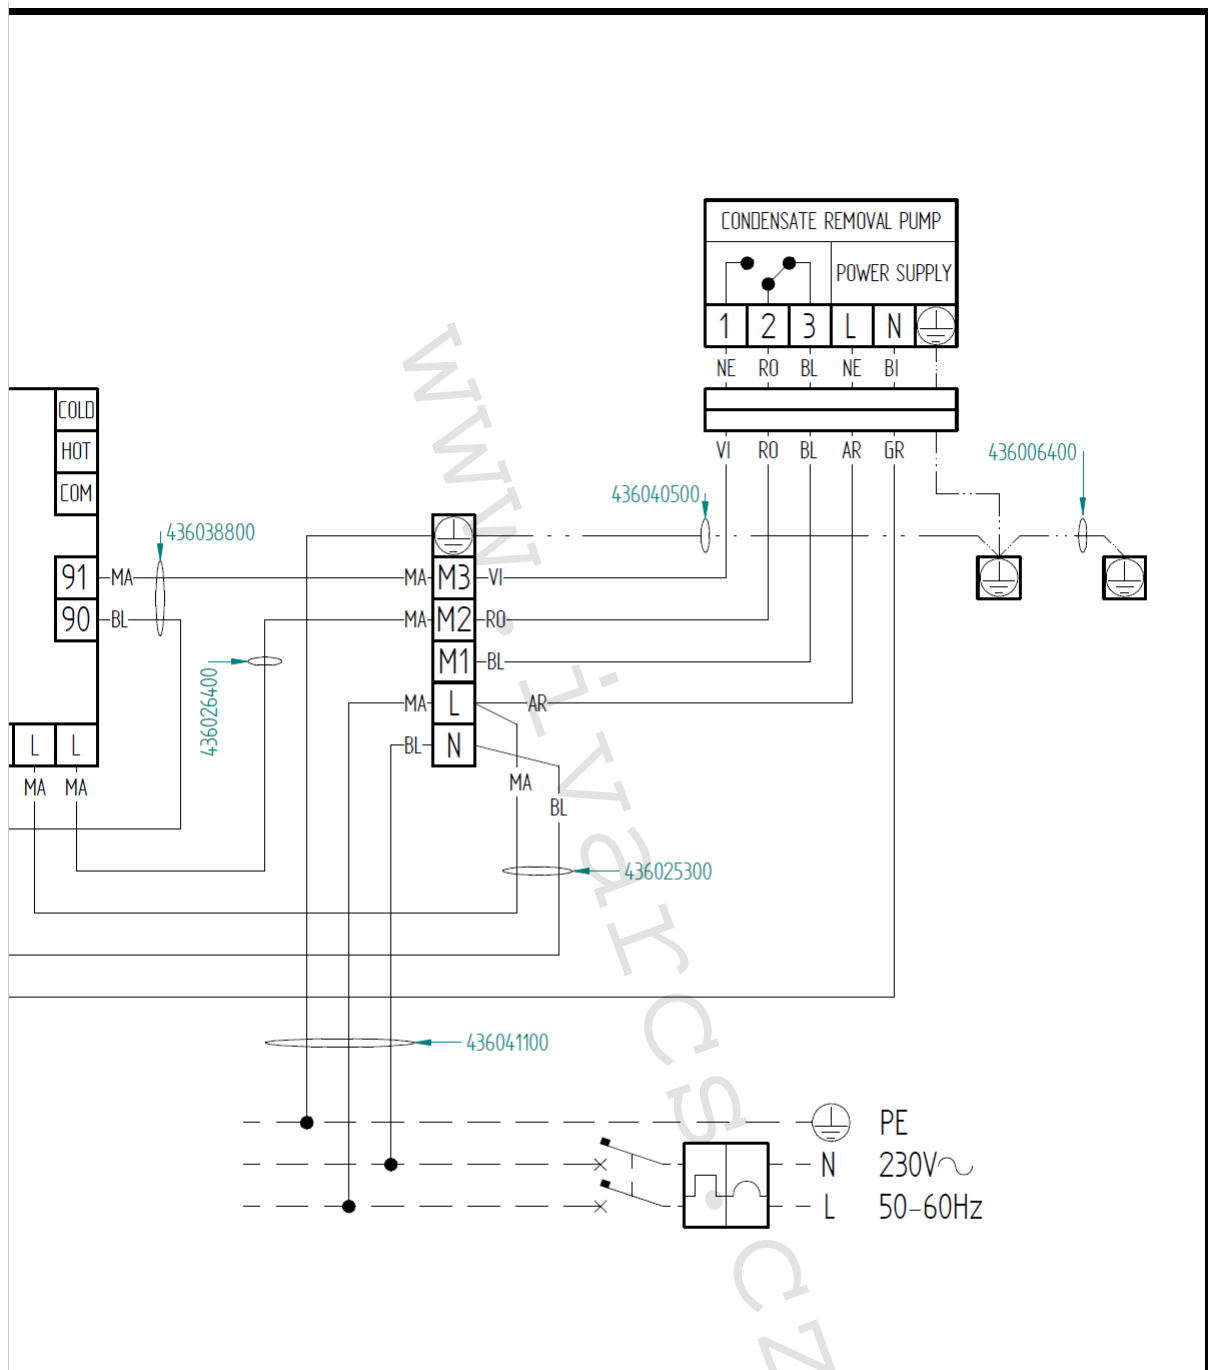 CONDENSATE REMOVAL PUMP
POWER SUPPLY
1 2 3 L N
NE RO BL NE BI
COLD
HOT
COM
VI RO BL AR GR
436006400
436040500
436038800
91 MA MA M3 VI
90 BL MA M2 RO
M1 BL
436026400
MA L AR
L L BL N
MA MA MA
BL
436025300
436041100
PE
N 230V
L 50-60Hz
www.ivarcs.cz